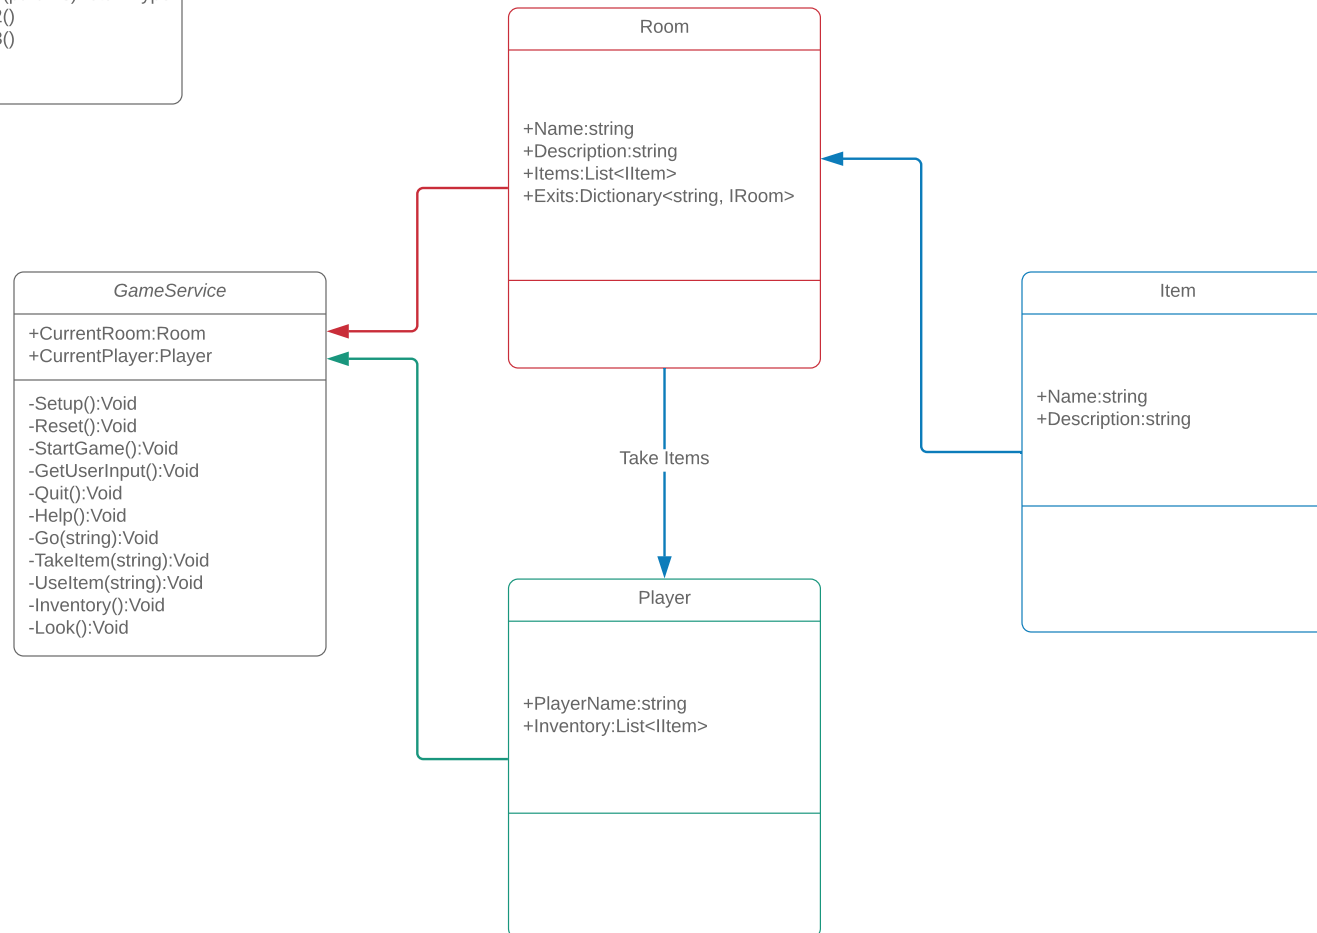 2()
3()
Room
+Name:string
+Description:string
+Items:List<IItem>
+Exits:Dictionary<string, IRoom>
GameService
+CurrentRoom:Room
+CurrentPlayer:Player
-Setup():Void
-Reset():Void
-StartGame():Void
-GetUserInput():Void
-Quit():Void
-Help():Void
-Go(string):Void
-TakeItem(string):Void
-UseItem(string):Void
-Inventory():Void
-Look():Void
Take Items
Item
+Name:string
+Description:string
Player
+PlayerName:string
+Inventory:List<IItem>